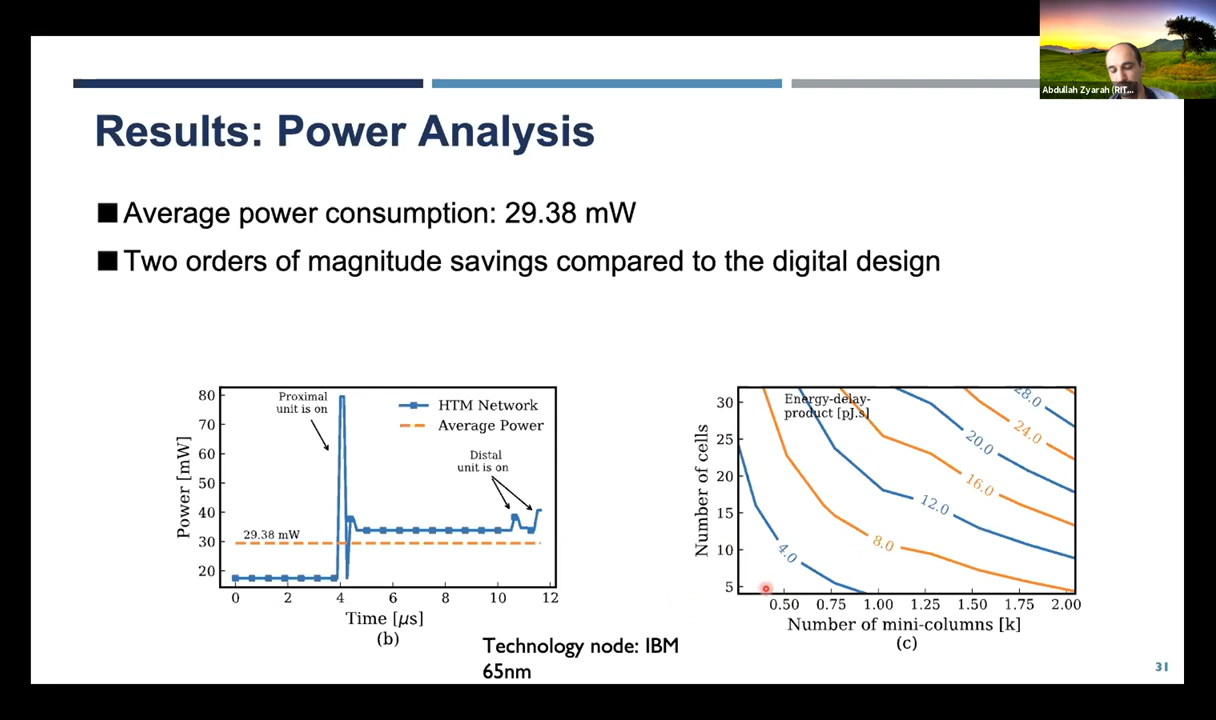 Abdullah Zyarah (RIT...
Results: Power Analysis
Average power consumption: 29.38 mW
Two orders of magnitude savings compared to the digital design
80
70
60
50
40
30
20
Power [mW]
Proximal
unit is on
HTM Network
Average Power
Distal
unit is on
29.38 mW
0 2 4 6 8 10 12
Time [μs]
(b)
30
25
20
15
10
5
Number of cells
Energy-delay-
product [pJ.s]
28.0
24.0
20.0
16.0
12.0
8.0
4.0
0.50 0.75 1.00 1.25 1.50 1.75 2.00
Number of mini-columns [k]
(c)
Technology node: IBM
65nm
31